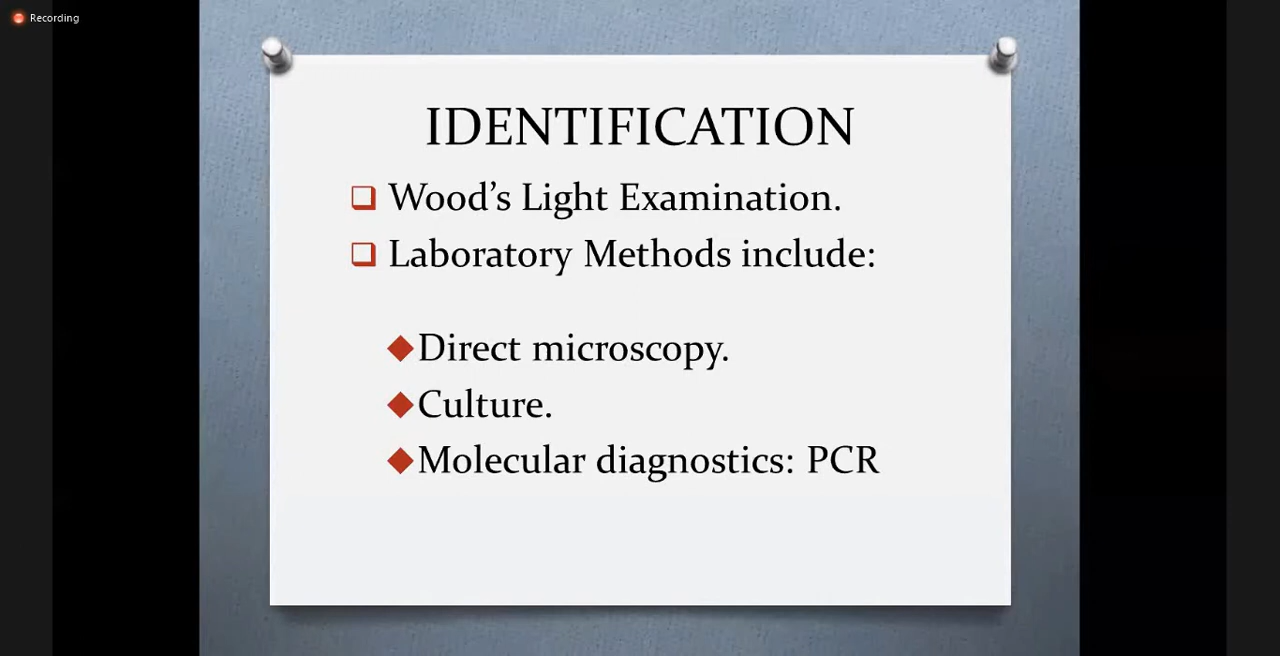 Recording
IDENTIFICATION
Wood’s Light Examination.
Laboratory Methods include:
Direct microscopy.
Culture.
Molecular diagnostics: PCR